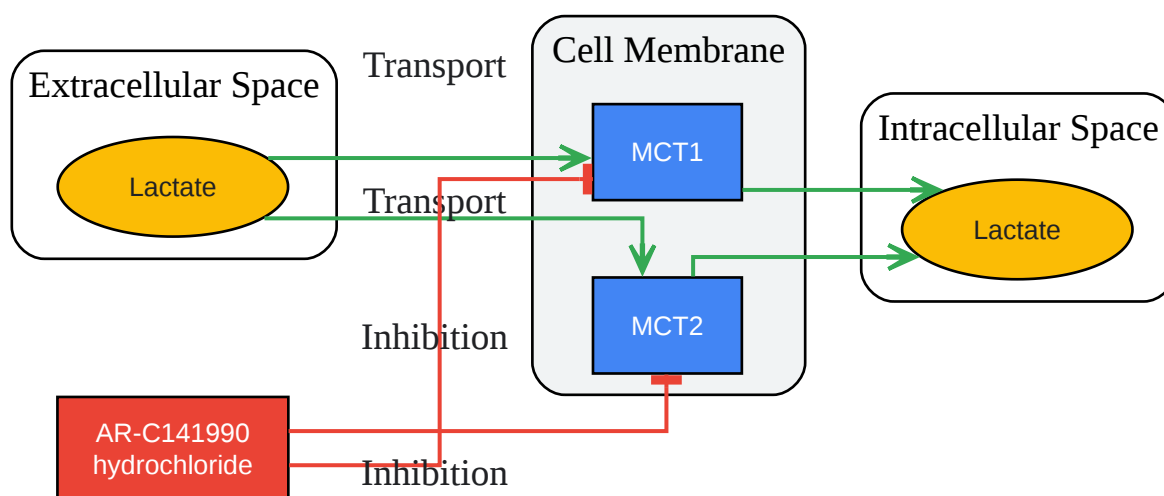 Extracellular Space
Lactate
Transport
Transport
Inhibition
Inhibition
Cell Membrane
MCT1
MCT2
Intracellular Space
Lactate
AR-C141990
hydrochloride